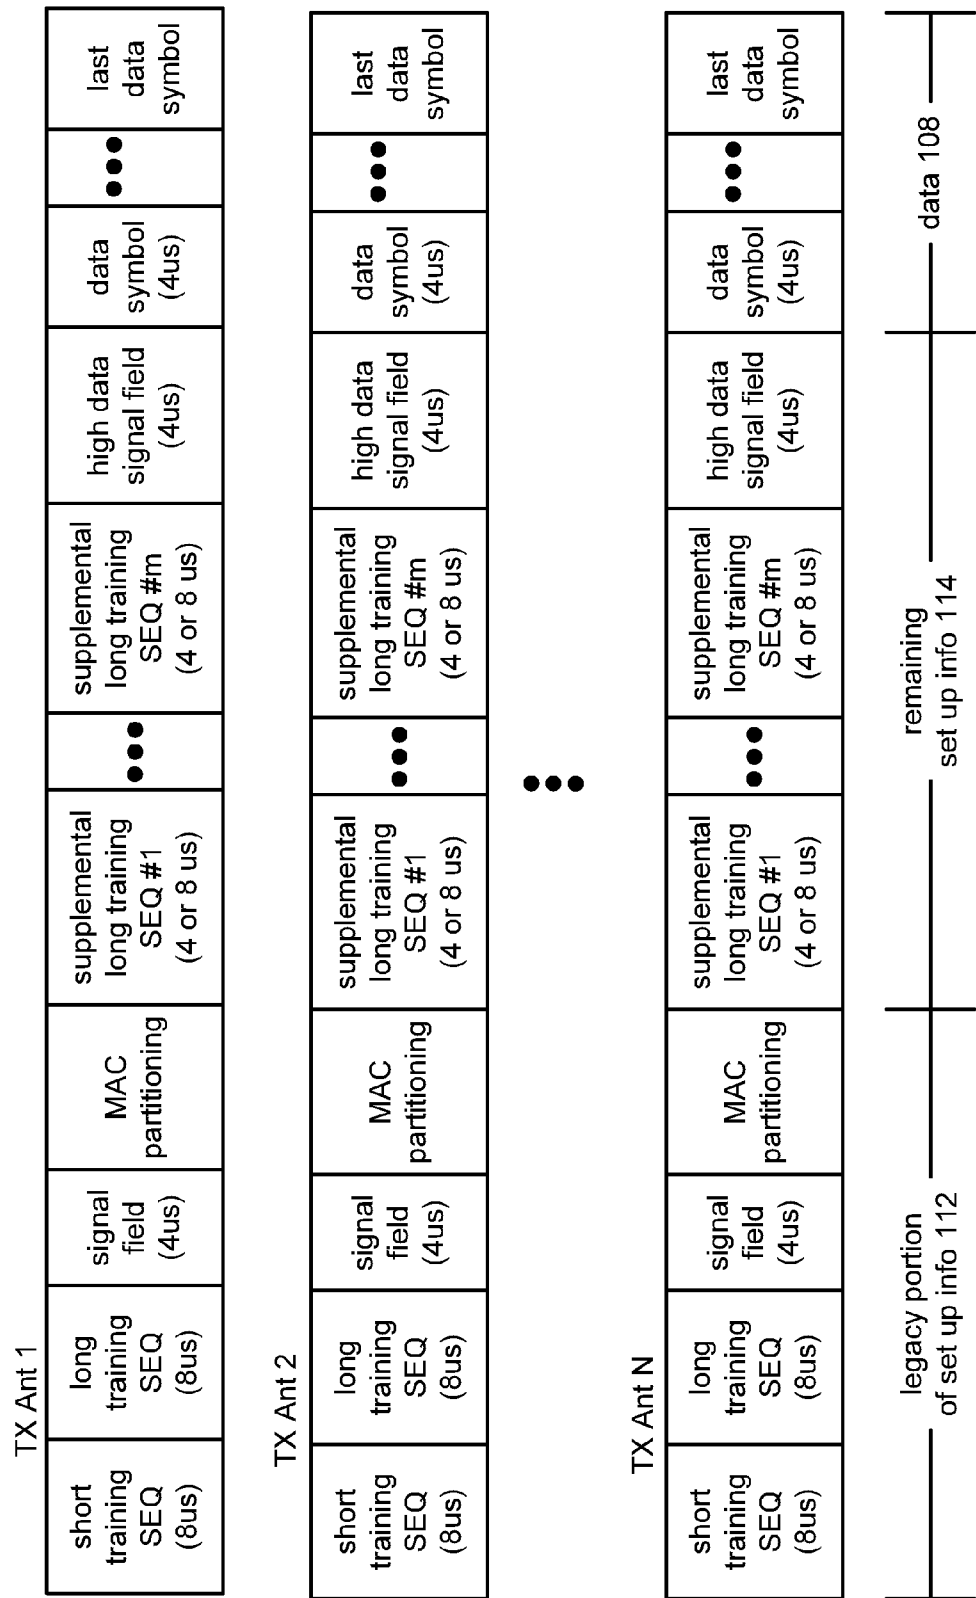 TX Ant 1
short
training
SEQ
(8us)
long
training
SEQ
(8us)
signal
field
(4us)
MAC
partitioning
supplemental
long training
SEQ #1
(4 or 8 us)
supplemental
long training
SEQ #m
(4 or 8 us)
high data
signal field
(4us)
data
symbol
(4us)
last
data
symbol
TX Ant 2
short
training
SEQ
(8us)
long
training
SEQ
(8us)
signal
field
(4us)
MAC
partitioning
supplemental
long training
SEQ #1
(4 or 8 us)
supplemental
long training
SEQ #m
(4 or 8 us)
high data
signal field
(4us)
data
symbol
(4us)
last
data
symbol
TX Ant N
short
training
SEQ
(8us)
long
training
SEQ
(8us)
signal
field
(4us)
MAC
partitioning
supplemental
long training
SEQ #1
(4 or 8 us)
supplemental
long training
SEQ #m
(4 or 8 us)
high data
signal field
(4us)
data
symbol
(4us)
last
data
symbol
legacy portion
of set up info 112
remaining
set up info 114
data 108